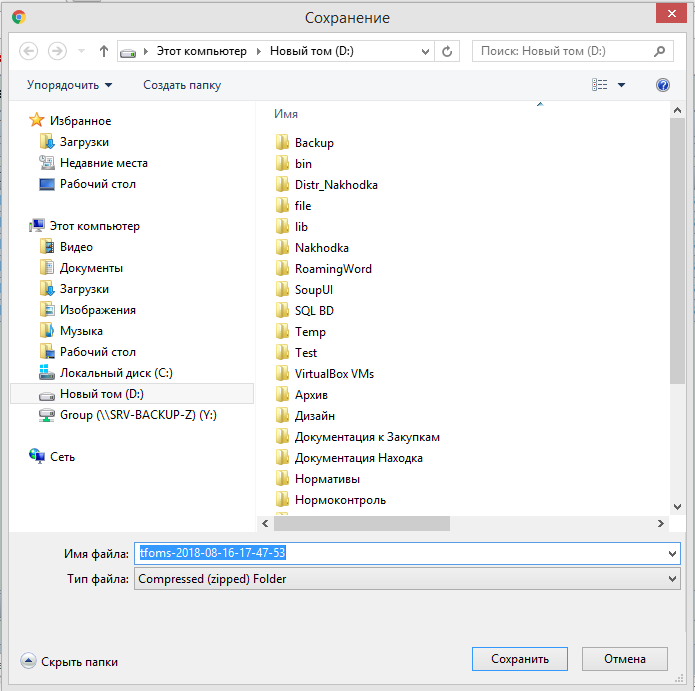 Сохранение
Этот компьютер Новый том (D:)
Поиск: Новый том (D:)
Упорядочить Создать папку
Избранное
Загрузки
Недавние места
Рабочий стол
Этот компьютер
Видео
Документы
Загрузки
Изображения
Музыка
Рабочий стол
Локальный диск (C:)
Новый том (D:)
Group (\\SRV-BACKUP-Z) (Y:)
Сеть
Имя
Backup
bin
Distr_Nakhodka
file
lib
Nakhodka
RoamingWord
SoupUI
SQL BD
Temp
Test
VirtualBox VMs
Архив
Дизайн
Документация к Закупкам
Документация Находка
Нормативы
Нормоконтроль
Имя файла: tfoms-2018-08-16-17-47-53
Тип файла: Compressed (zipped) Folder
Скрыть папки
Сохранить Отмена